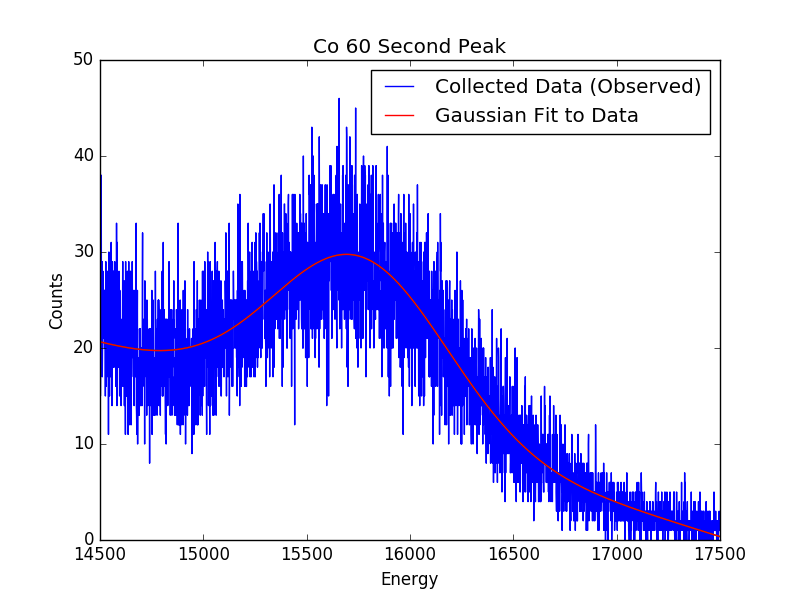 Co 60 Second Peak
50
Collected Data (Observed)
Gaussian Fit to Data
40
30
Counts
20
10
0
14500 15000 15500 16000 16500 17000 17500
Energy